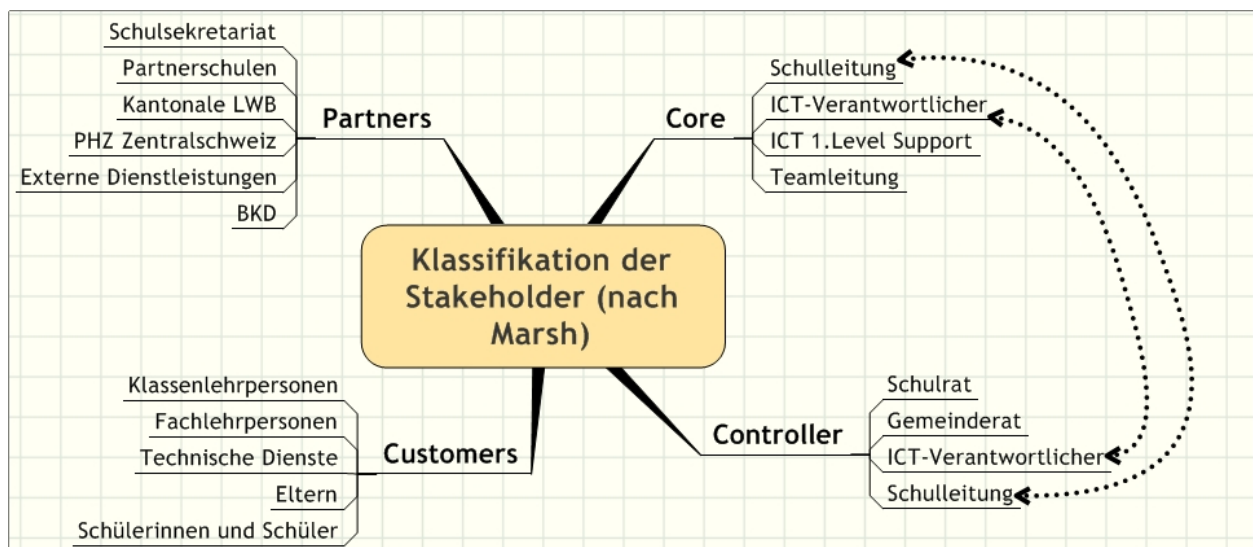 Klassifikation der
Stakeholder (nach
Marsh)
Partners
Schulsekretariat
Partnerschulen
Kantonale LWB
PHZ Zentralschweiz
Externe Dienstleistungen
BKD
Core
Schulleitung
ICT-Verantwortlicher
ICT 1.Level Support
Teamleitung
Customers
Klassenlehrpersonen
Fachlehrpersonen
Technische Dienste
Eltern
Schülerinnen und Schüler
Controller
Schulrat
Gemeinderat
ICT-Verantwortlicher
Schulleitung